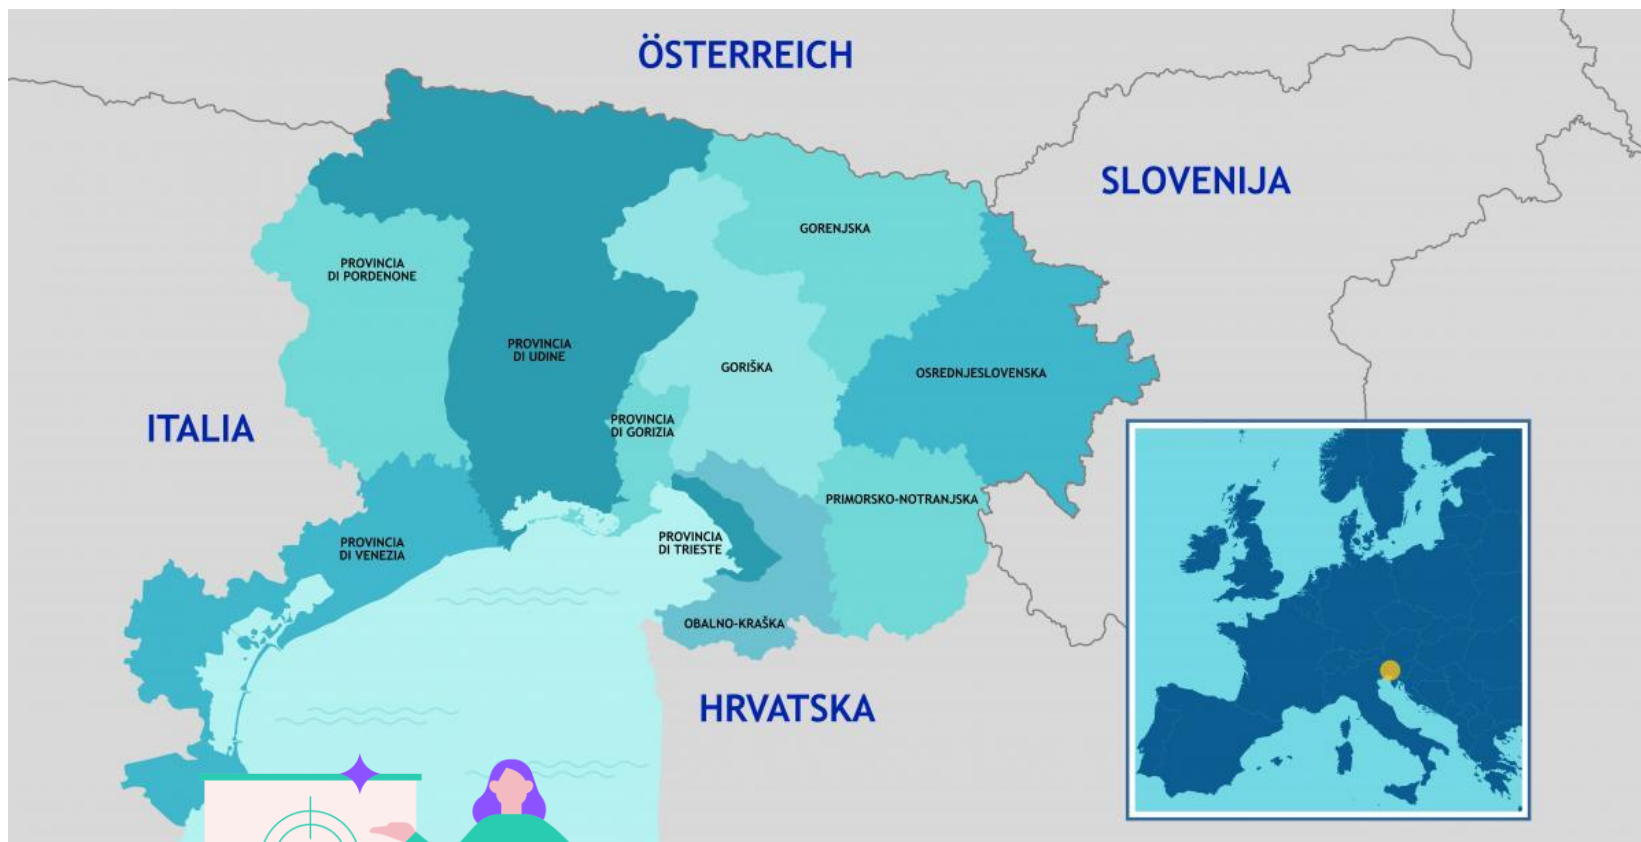 ÖSTERREICH
SLOVENIJA
GORENJSKA
PROVINCIA
DI PORDENONE
PROVINCIA
DI UDINE
GORIŠKA
OSREDNJESLOVENSKA
ITALIA
PROVINCIA
DI GORIZIA
PRIMORSKO-NOTRANJSKA
PROVINCIA
DI VENEZIA
PROVINCIA
DI TRIESTE
OBALNO-KRAŠKA
HRVATSKA